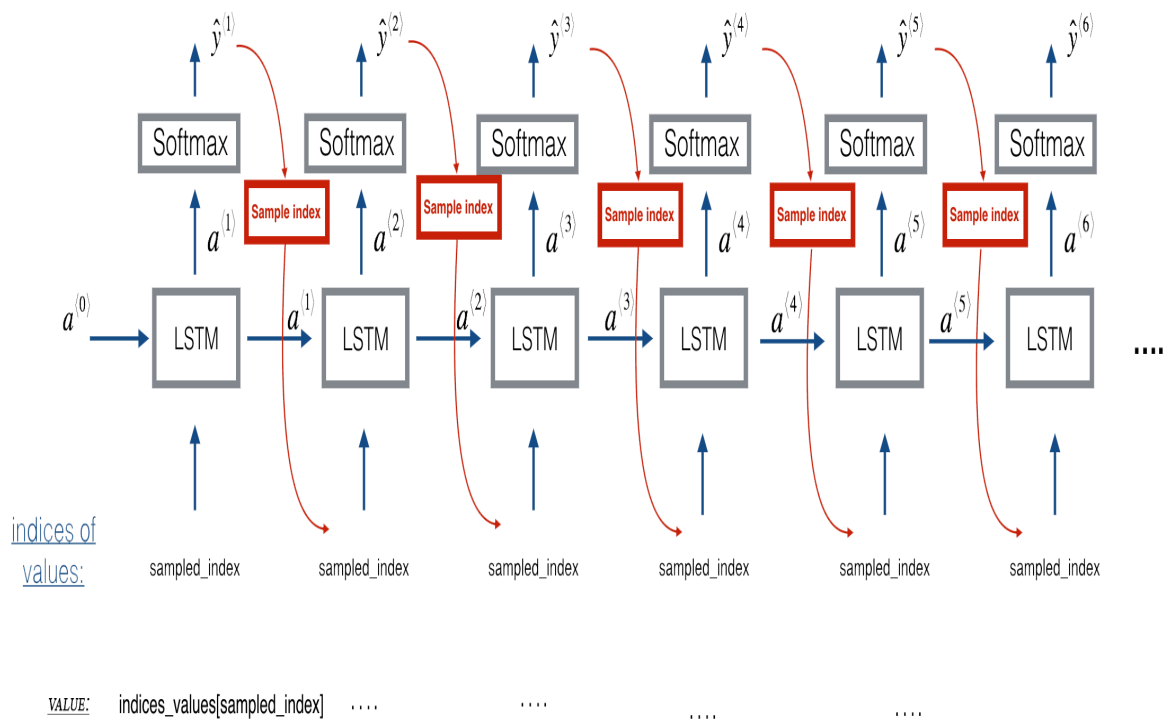 ŷ⟨1⟩ ŷ⟨2⟩ ŷ⟨3⟩ ŷ⟨4⟩ ŷ⟨5⟩ ŷ⟨6⟩
Softmax Softmax Softmax Softmax Softmax Softmax
Sample index Sample index Sample index Sample index Sample index
a⟨1⟩ a⟨2⟩ a⟨3⟩ a⟨4⟩ a⟨5⟩ a⟨6⟩
a⟨0⟩ a⟨1⟩ a⟨2⟩ a⟨3⟩ a⟨4⟩ a⟨5⟩
LSTM LSTM LSTM LSTM LSTM LSTM ....
indices of
values:
sampled_index sampled_index sampled_index sampled_index sampled_index sampled_index
VALUE: indices_values[sampled_index] .... .... .... ....